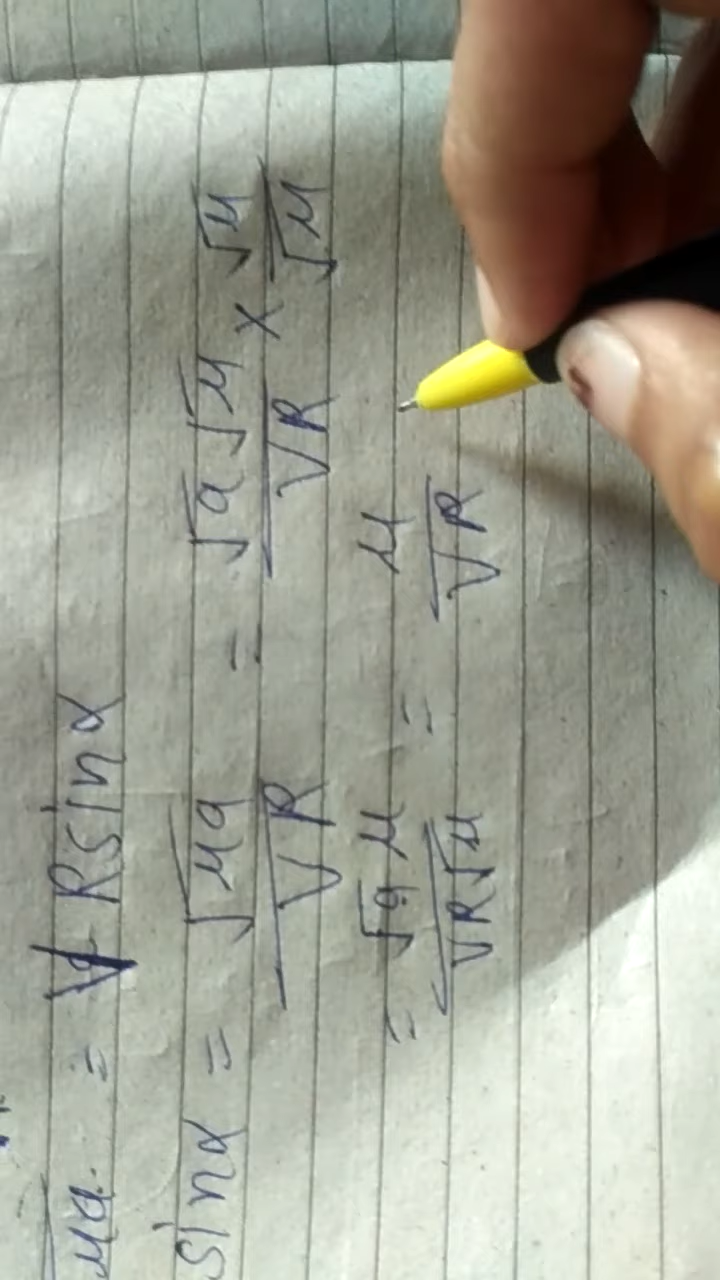 √μa = VR sinα
sinα = √μa / VR = √a √μ / VR × √μ / √μ
= √a μ / VR√μ = μ / VR